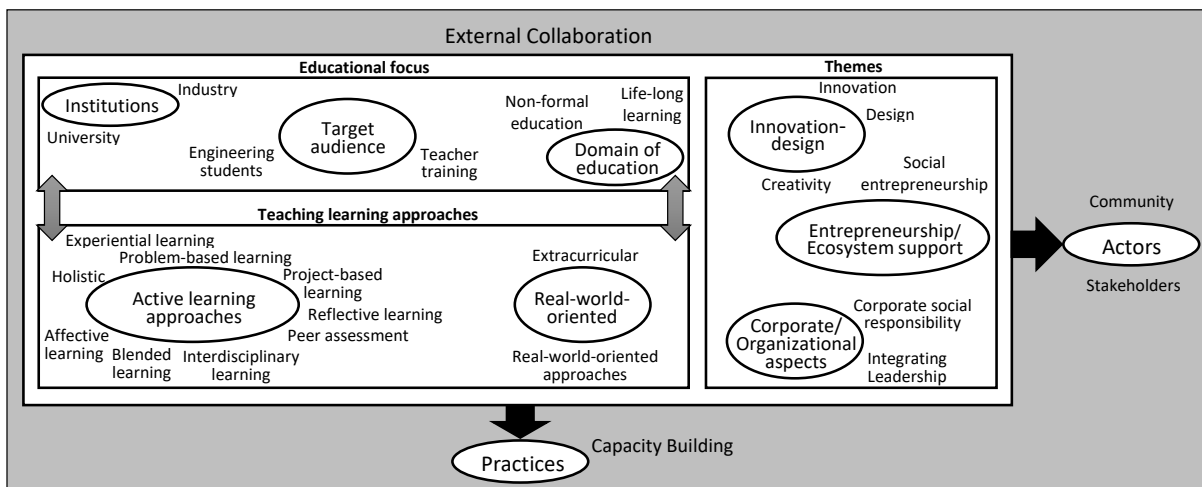 External Collaboration
Educational focus
Institutions
Industry
University
Target
audience
Engineering
students
Teacher
training
Non-formal
education
Life-long
learning
Domain of
education
Teaching learning approaches
Experiential learning
Problem-based learning
Holistic
Project-based
learning
Active learning
approaches
Reflective learning
Peer assessment
Affective
learning
Blended
learning
Interdisciplinary
learning
Extracurricular
Real-world-
oriented
Real-world-oriented
approaches
Themes
Innovation
Innovation-
design
Design
Creativity
Social
entrepreneurship
Entrepreneurship/
Ecosystem support
Corporate/
Organizational
aspects
Corporate social
responsibility
Integrating
Leadership
Community
Actors
Stakeholders
Practices
Capacity Building